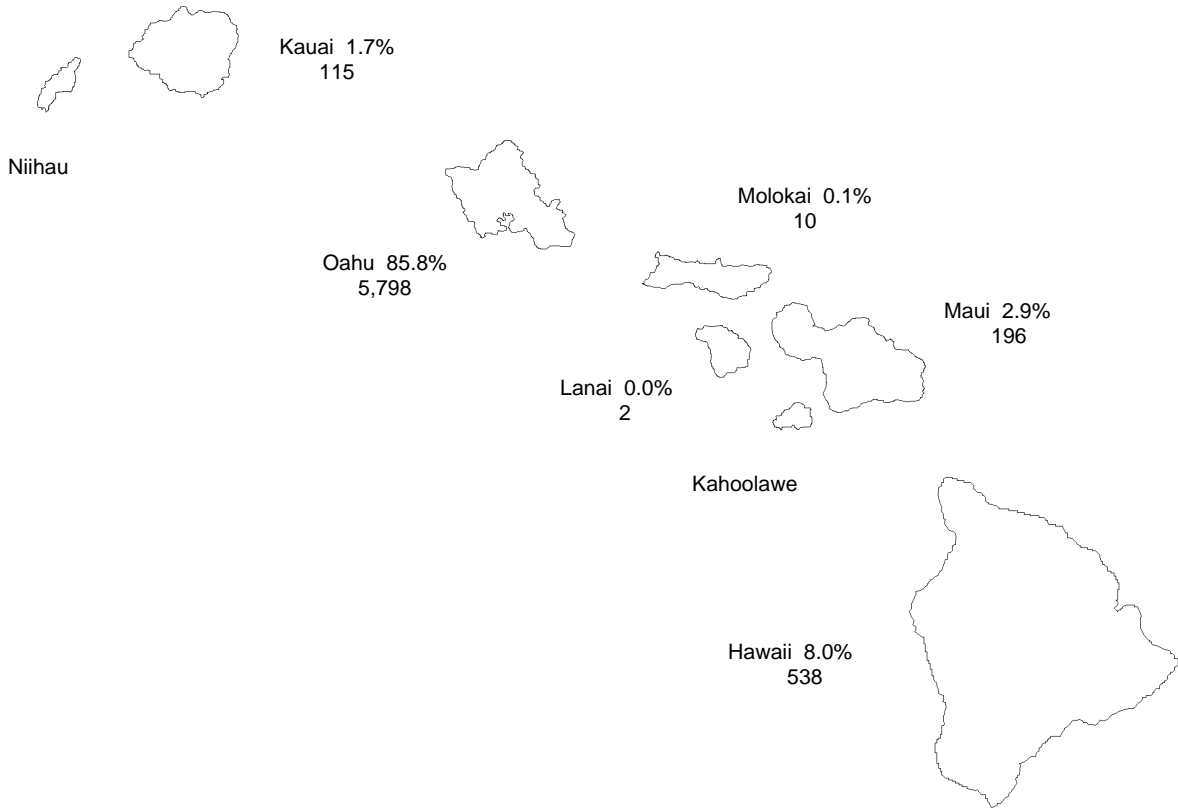 Kauai 1.7%
115
Niihau
Molokai 0.1%
10
Oahu 85.8%
5,798
Maui 2.9%
196
Lanai 0.0%
2
Kahoolawe
Hawaii 8.0%
538